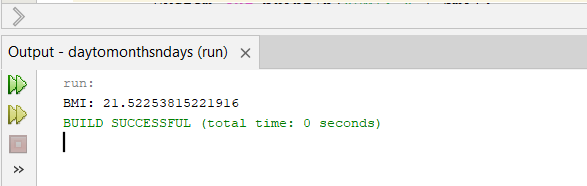 Output - daytomonthsndays (run) ×
run:
BMI: 21.52253815221916
BUILD SUCCESSFUL (total time: 0 seconds)
»